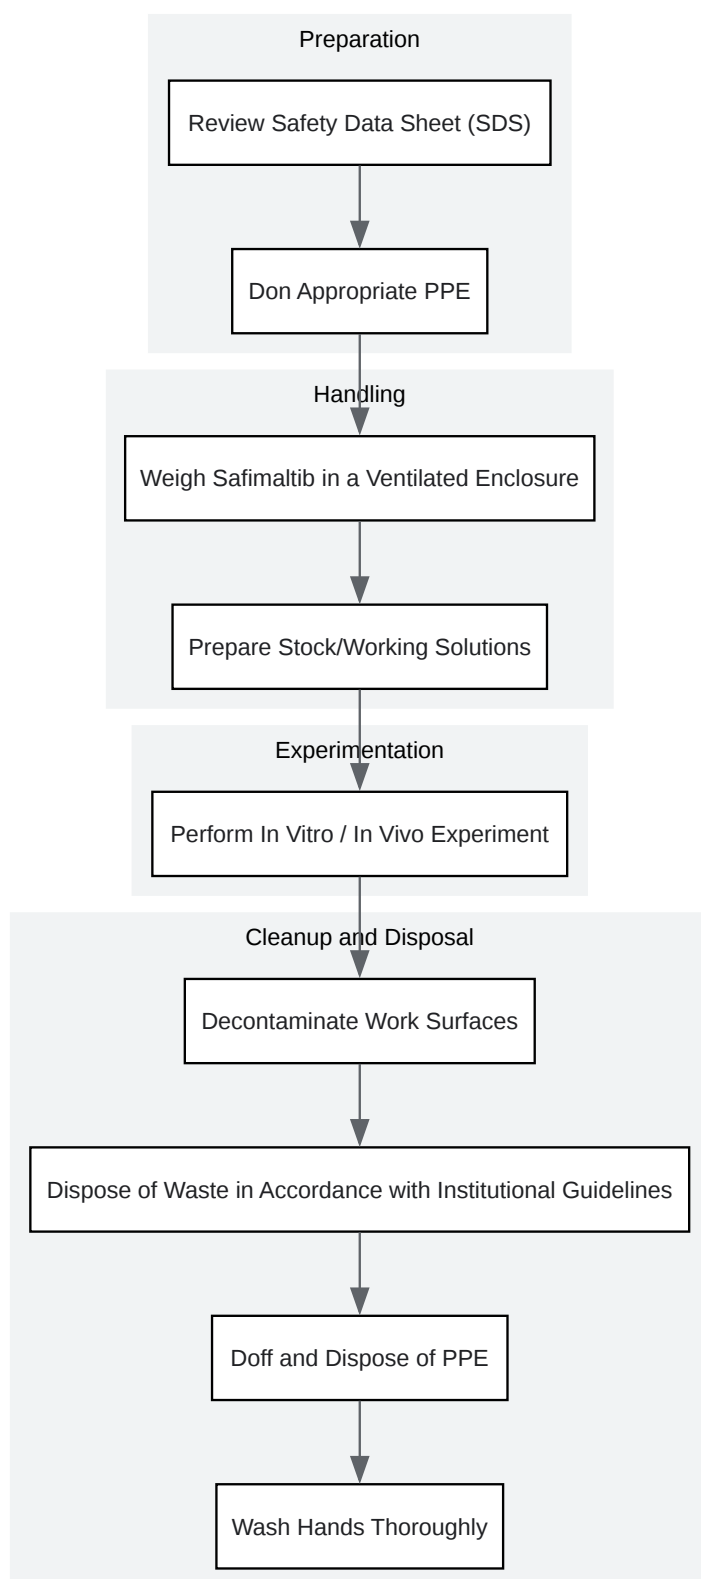 Preparation
Review Safety Data Sheet (SDS)
Don Appropriate PPE
Handling
Weigh Safimaltib in a Ventilated Enclosure
Prepare Stock/Working Solutions
Experimentation
Perform In Vitro / In Vivo Experiment
Cleanup and Disposal
Decontaminate Work Surfaces
Dispose of Waste in Accordance with Institutional Guidelines
Doff and Dispose of PPE
Wash Hands Thoroughly